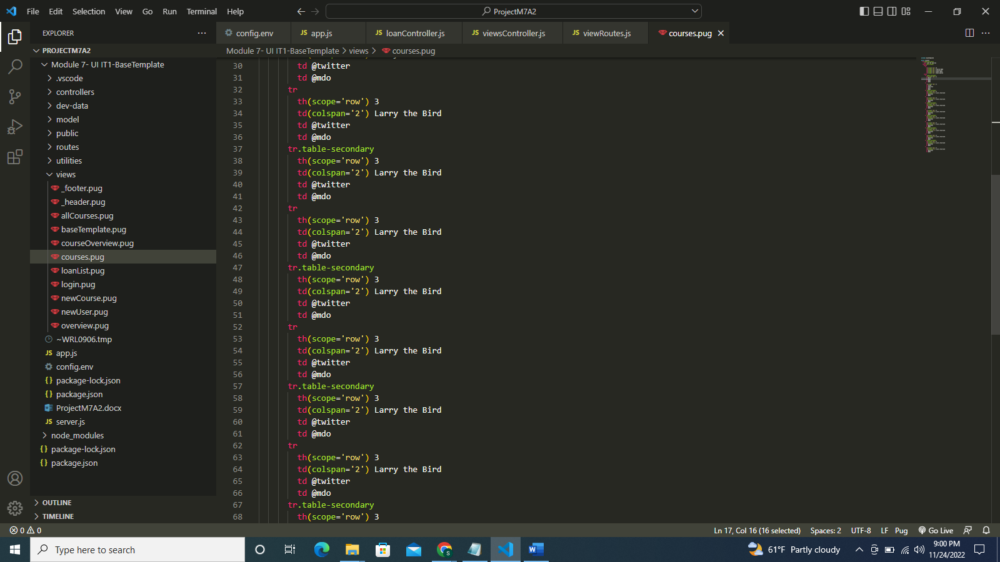 File Edit Selection View Go Run Terminal Help
ProjectM7A2
EXPLORER
config.env
JS app.js
JS loanController.js
JS viewsController.js
JS viewRoutes.js
courses.pug
PROJECTM7A2
Module 7- UI IT1-BaseTemplate > views > courses.pug
Module 7- UI IT1-BaseTemplate
.vscode
controllers
dev-data
model
public
routes
utilities
views
_footer.pug
_header.pug
allCourses.pug
baseTemplate.pug
courseOverview.pug
courses.pug
loanList.pug
login.pug
newCourse.pug
newUser.pug
overview.pug
~WRL0906.tmp
JS app.js
config.env
{} package-lock.json
{} package.json
ProjectM7A2.docx
JS server.js
node_modules
{} package-lock.json
{} package.json
OUTLINE
TIMELINE
30 td @twitter
31 td @mdo
32 tr
33 th(scope='row') 3
34 td(colspan='2') Larry the Bird
35 td @twitter
36 td @mdo
37 tr.table-secondary
38 th(scope='row') 3
39 td(colspan='2') Larry the Bird
40 td @twitter
41 td @mdo
42 tr
43 th(scope='row') 3
44 td(colspan='2') Larry the Bird
45 td @twitter
46 td @mdo
47 tr.table-secondary
48 th(scope='row') 3
49 td(colspan='2') Larry the Bird
50 td @twitter
51 td @mdo
52 tr
53 th(scope='row') 3
54 td(colspan='2') Larry the Bird
55 td @twitter
56 td @mdo
57 tr.table-secondary
58 th(scope='row') 3
59 td(colspan='2') Larry the Bird
60 td @twitter
61 td @mdo
62 tr
63 th(scope='row') 3
64 td(colspan='2') Larry the Bird
65 td @twitter
66 td @mdo
67 tr.table-secondary
68 th(scope='row') 3
0 0
Ln 17, Col 16 (16 selected) Spaces: 2 UTF-8 LF Pug Go Live
Type here to search
61°F Partly cloudy
9:00 PM
11/24/2022